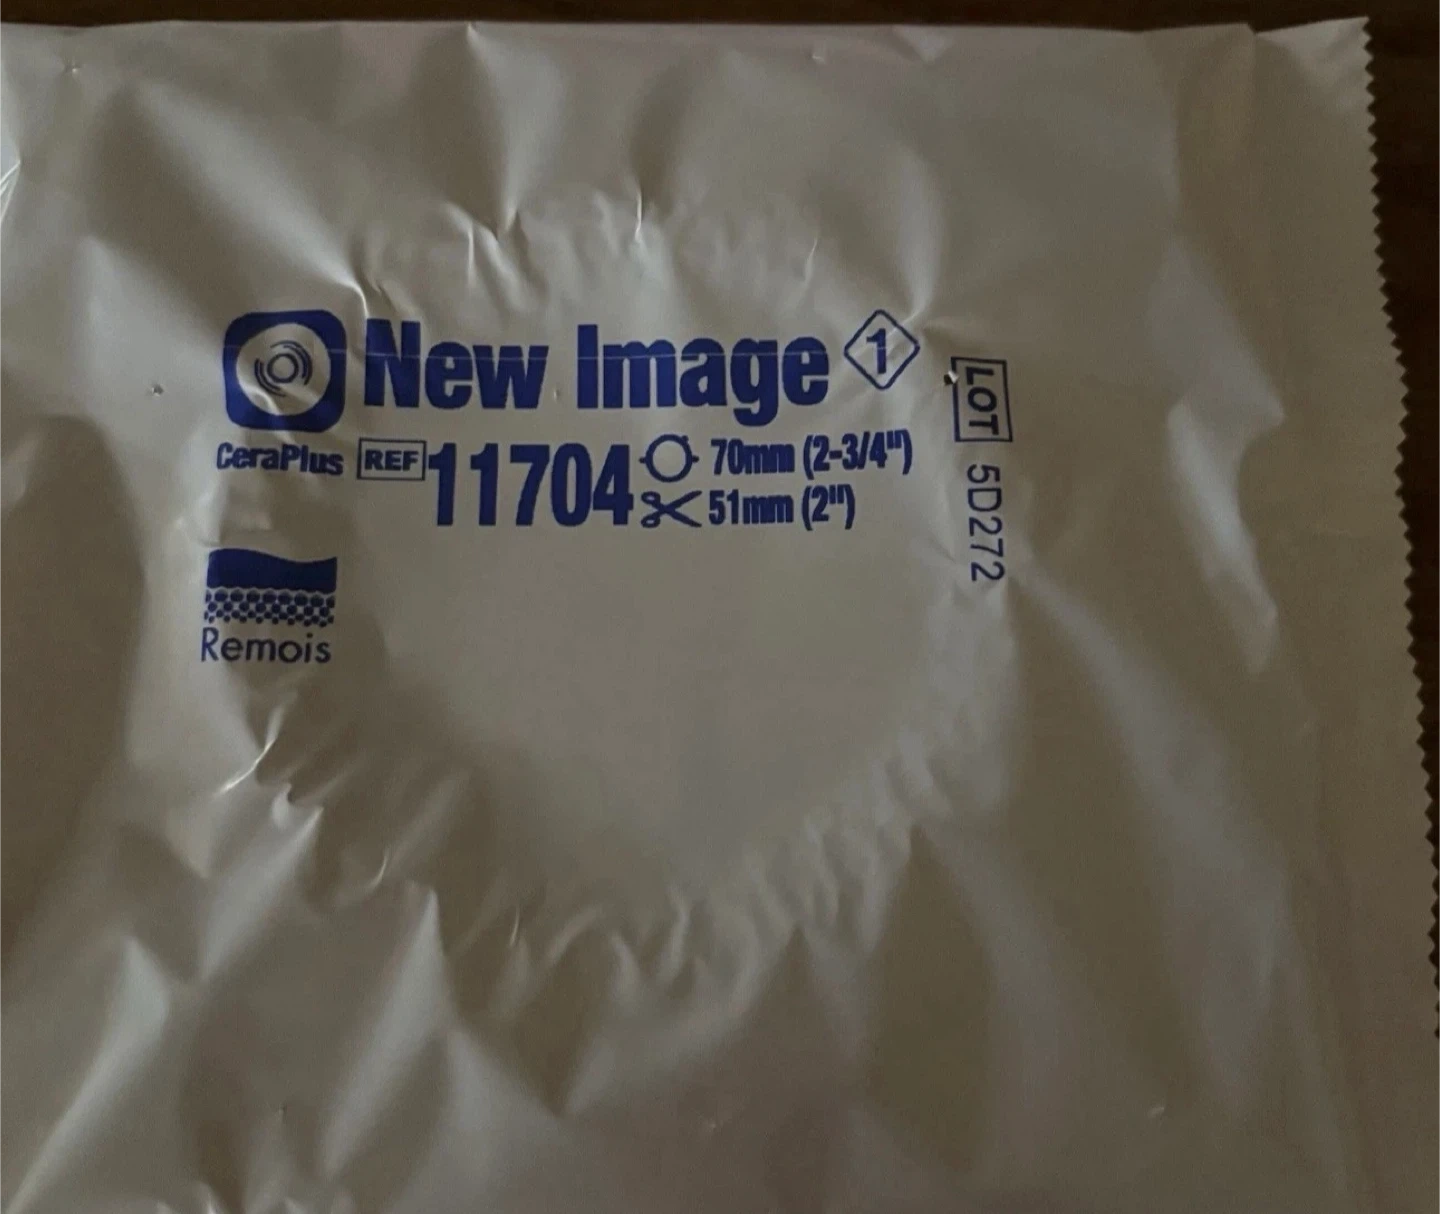 New Image 1
CeraPlus REF 11704 70mm (2-3/4")
51mm (2")
LOT 5D272
Remois